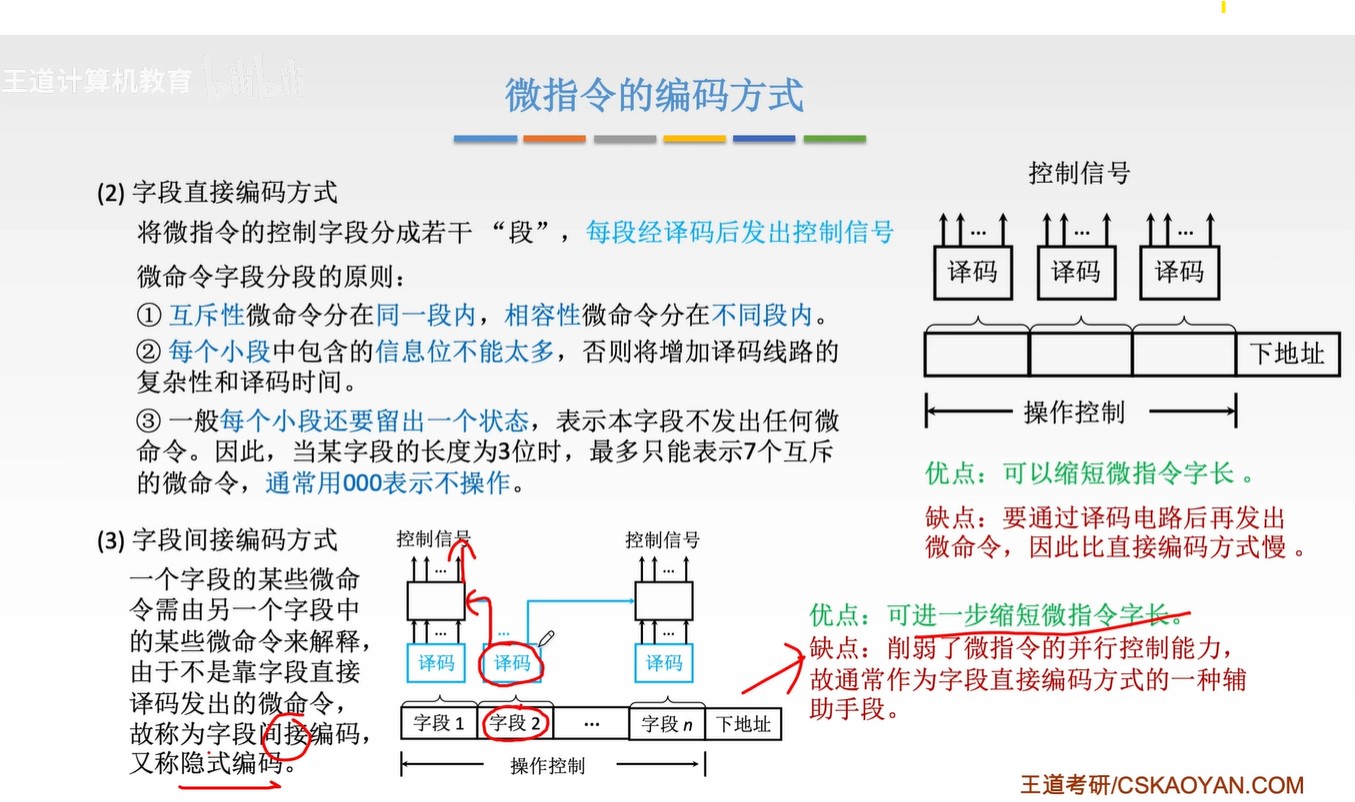 王道计算机教育
微指令的编码方式
(2) 字段直接编码方式
将微指令的控制字段分成若干 “段”，每段经译码后发出控制信号
微命令字段分段的原则：
① 互斥性微命令分在同一段内，相容性微命令分在不同段内。
② 每个小段中包含的信息位不能太多，否则将增加译码线路的
复杂性和译码时间。
③ 一般每个小段还要留出一个状态，表示本字段不发出任何微
命令。因此，当某字段的长度为3位时，最多只能表示7个互斥
的微命令，通常用000表示不操作。
控制信号
... ... ...
译码 译码 译码
下地址
操作控制
优点：可以缩短微指令字长 。
缺点：要通过译码电路后再发出
微命令，因此比直接编码方式慢 。
(3) 字段间接编码方式
一个字段的某些微命
令需由另一个字段中
的某些微命令来解释，
由于不是靠字段直接
译码发出的微命令，
故称为字段间接编码，
又称隐式编码。
控制信号 控制信号
... ...
...
... ...
译码 译码 译码
字段 1 字段 2 ... 字段 n 下地址
操作控制
优点：可进一步缩短微指令字长。
缺点：削弱了微指令的并行控制能力，
故通常作为字段直接编码方式的一种辅
助手段。
王道考研/CSKAOYAN.COM